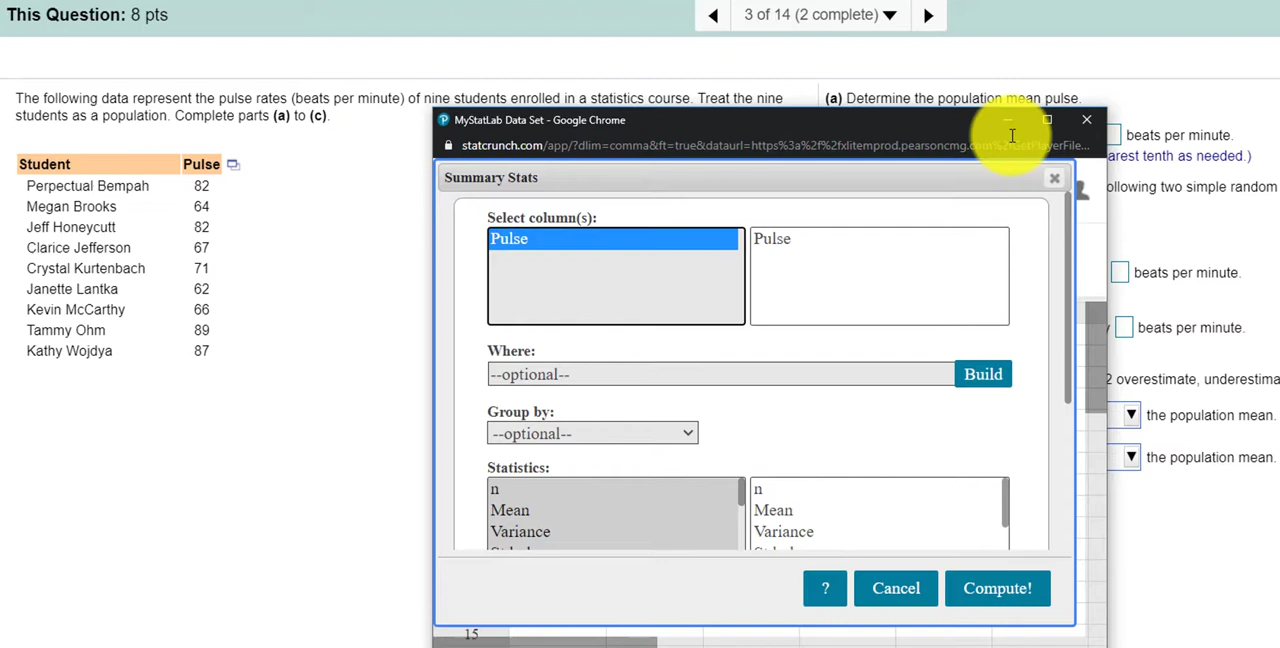 This Question: 8 pts
3 of 14 (2 complete)
The following data represent the pulse rates (beats per minute) of nine students enrolled in a statistics course. Treat the nine
students as a population. Complete parts (a) to (c).
Student Pulse
Perpectual Bempah 82
Megan Brooks 64
Jeff Honeycutt 82
Clarice Jefferson 67
Crystal Kurtenbach 71
Janette Lantka 62
Kevin McCarthy 66
Tammy Ohm 89
Kathy Wojdya 87
(a) Determine the population mean pulse.
beats per minute.
arest tenth as needed.)
ollowing two simple random
beats per minute.
y beats per minute.
2 overestimate, underestima
the population mean.
the population mean.
MyStatLab Data Set - Google Chrome
statcrunch.com/app/?dlim=comma&ft=true&dataurl=https%3a%2f%2fxlitemprod.pearsoncmg.com%2fGetPlayerFile...
Summary Stats
Select column(s):
Pulse Pulse
Where:
--optional-- Build
Group by:
--optional--
Statistics:
n n
Mean Mean
Variance Variance
? Cancel Compute!
15